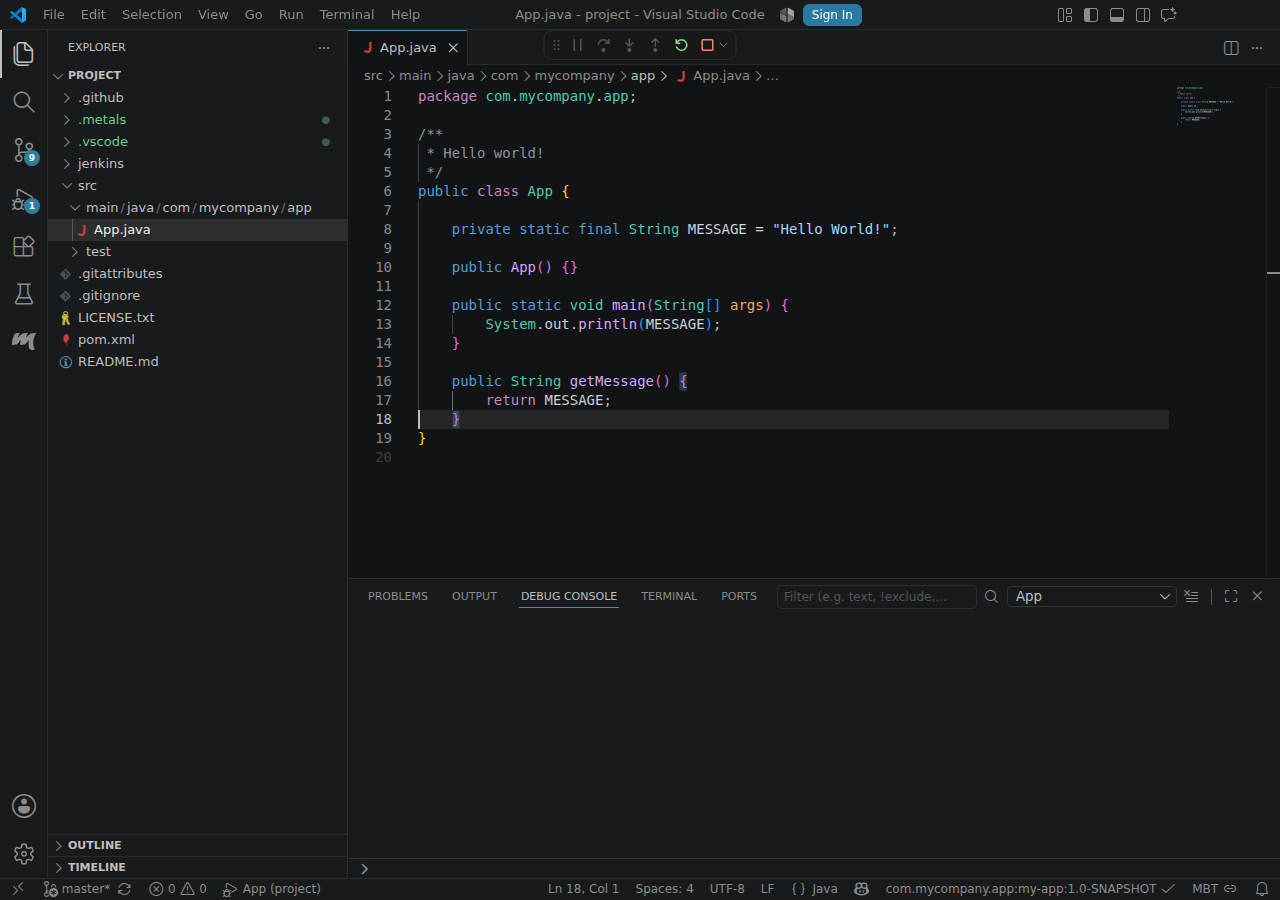 File Edit Selection View Go Run Terminal Help App.java - project - Visual Studio Code Sign In
EXPLORER
PROJECT
.github
.metals
.vscode
jenkins
src
main/java/com/mycompany/app
App.java
test
.gitattributes
.gitignore
LICENSE.txt
pom.xml
README.md
OUTLINE
TIMELINE
9
1
App.java
src > main > java > com > mycompany > app > App.java > ...
1 package com.mycompany.app;
2
3 /**
4  * Hello world!
5  */
6 public class App {
7
8     private static final String MESSAGE = "Hello World!";
9
10     public App() {}
11
12     public static void main(String[] args) {
13         System.out.println(MESSAGE);
14     }
15
16     public String getMessage() {
17         return MESSAGE;
18     }
19 }
20
PROBLEMS OUTPUT DEBUG CONSOLE TERMINAL PORTS Filter (e.g. text, !exclude,... App
master* 0 0 App (project) Ln 18, Col 1 Spaces: 4 UTF-8 LF { } Java com.mycompany.app:my-app:1.0-SNAPSHOT MBT